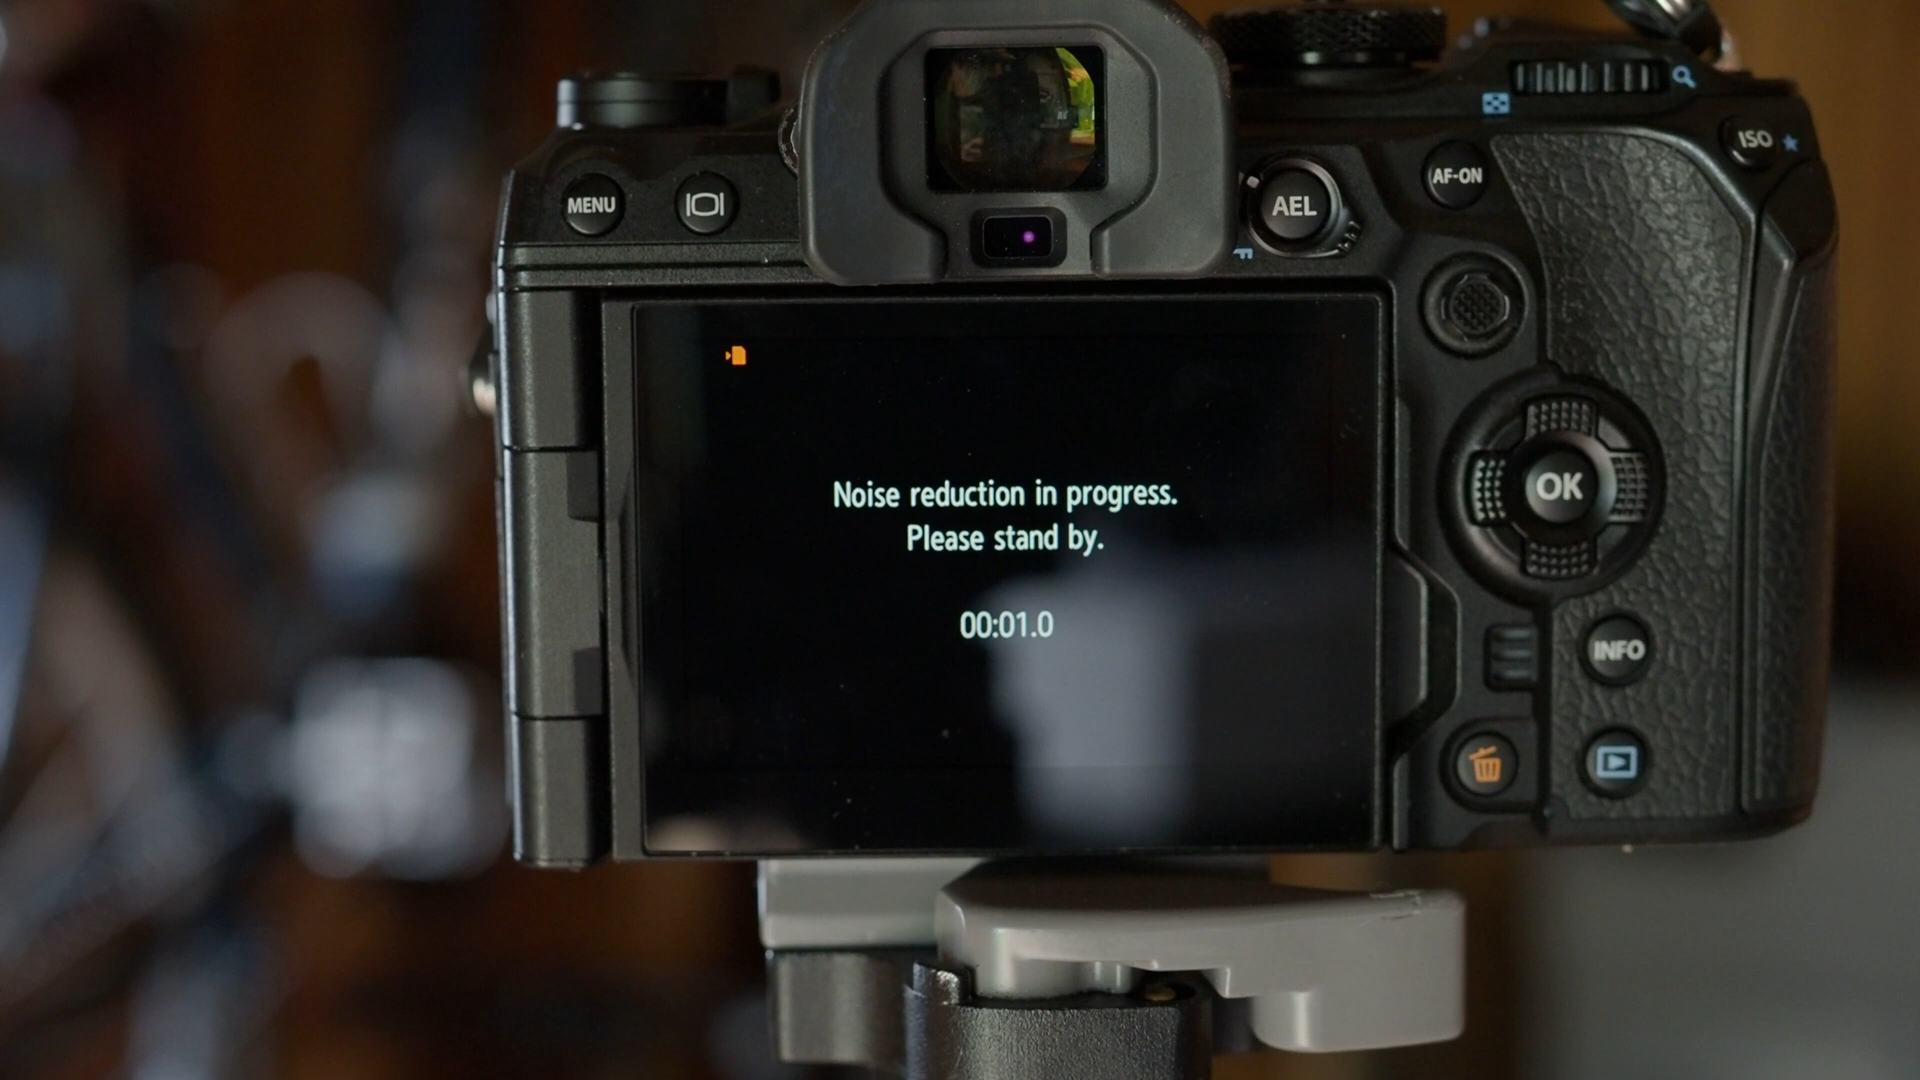 MENU
AEL
AF-ON
ISO
Noise reduction in progress.
Please stand by.
00:01.0
OK
INFO